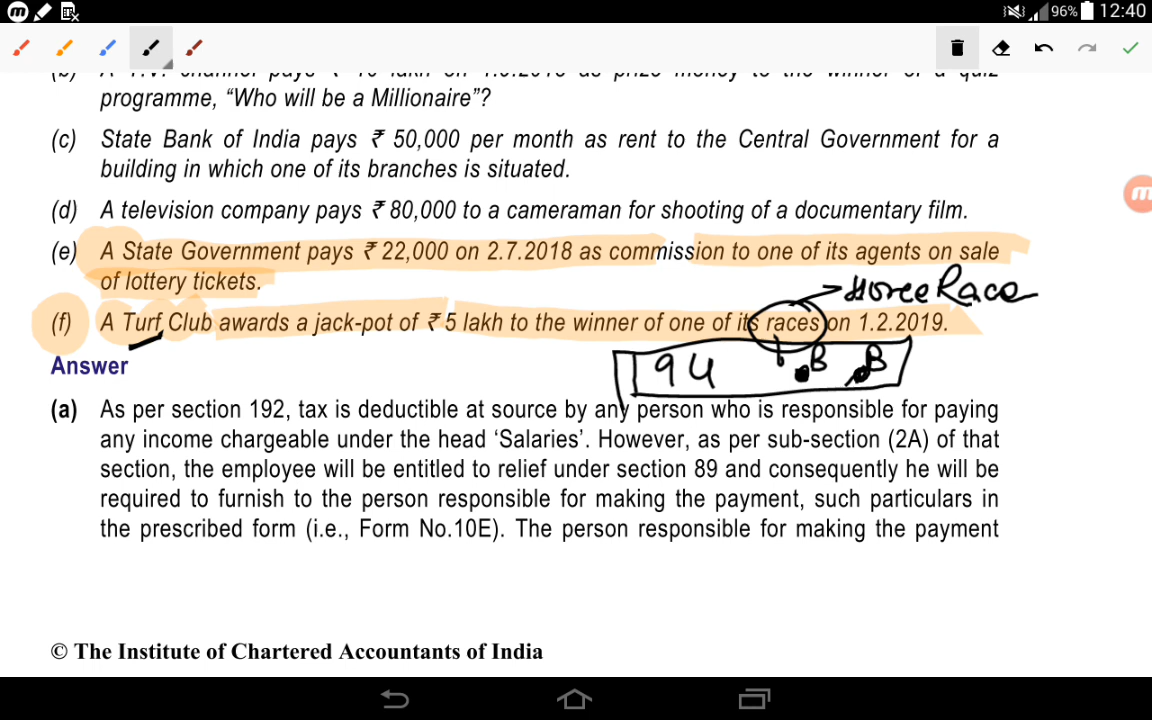 96% 12:40
programme, “Who will be a Millionaire”?
(c) State Bank of India pays ₹ 50,000 per month as rent to the Central Government for a
building in which one of its branches is situated.
(d) A television company pays ₹ 80,000 to a cameraman for shooting of a documentary film.
(e) A State Government pays ₹ 22,000 on 2.7.2018 as commission to one of its agents on sale
of lottery tickets.
Horce Race
(f) A Turf Club awards a jack-pot of ₹ 5 lakh to the winner of one of its races on 1.2.2019.
94 BB
Answer
(a) As per section 192, tax is deductible at source by any person who is responsible for paying
any income chargeable under the head ‘Salaries’. However, as per sub-section (2A) of that
section, the employee will be entitled to relief under section 89 and consequently he will be
required to furnish to the person responsible for making the payment, such particulars in
the prescribed form (i.e., Form No.10E). The person responsible for making the payment
© The Institute of Chartered Accountants of India